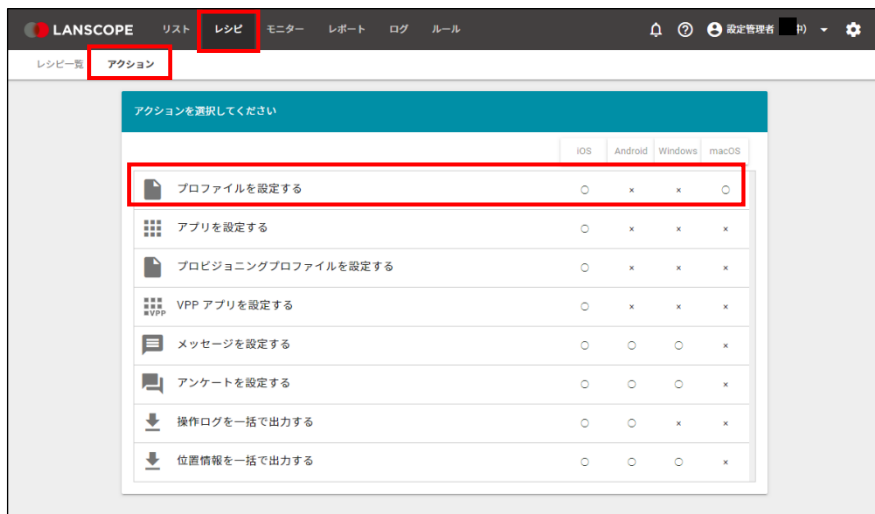 LANSCOPE リスト レシピ モニター レポート ログ ルール 設定管理者 中)
レシピ一覧 アクション
アクションを選択してください
iOS Android Windows macOS
プロファイルを設定する ○ × × ○
アプリを設定する ○ × × ×
プロビジョニングプロファイルを設定する ○ × × ×
VPP VPP アプリを設定する ○ × × ×
メッセージを設定する ○ ○ ○ ×
アンケートを設定する ○ ○ ○ ×
操作ログを一括で出力する ○ ○ × ×
位置情報を一括で出力する ○ ○ ○ ×